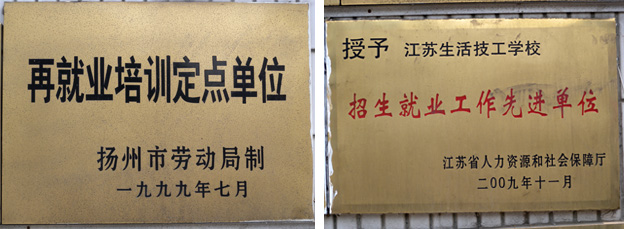 再就业培训定点单位
扬州市劳动局制
一九九九年七月
授予 江苏生活技工学校
招生就业工作先进单位
江苏省人力资源和社会保障厅
二00九年十一月